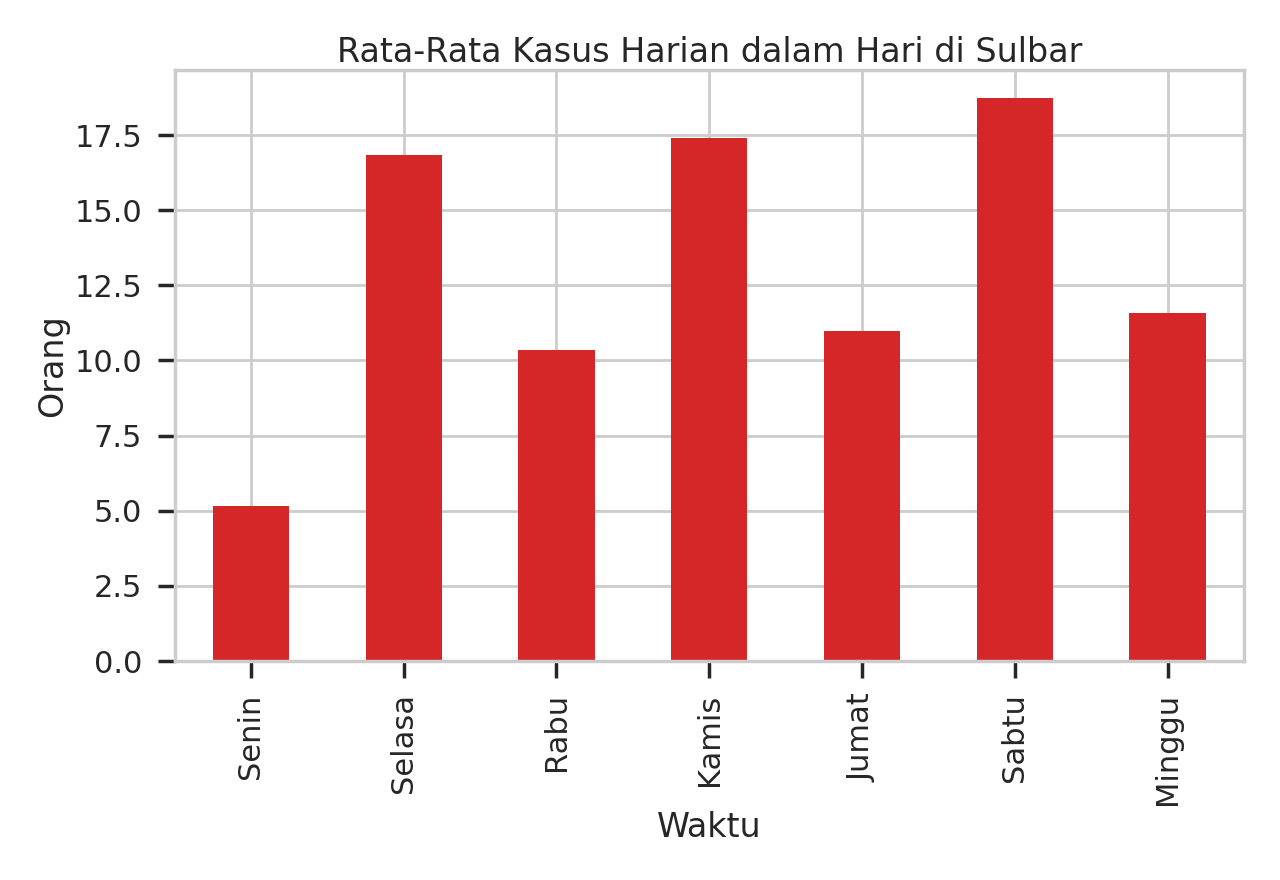 Rata-Rata Kasus Harian dalam Hari di Sulbar
Orang
17.5
15.0
12.5
10.0
7.5
5.0
2.5
0.0
Senin
Selasa
Rabu
Kamis
Jumat
Sabtu
Minggu
Waktu